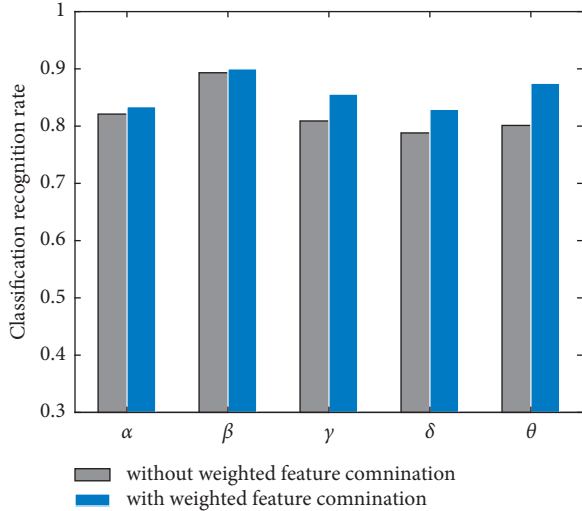 Classification recognition rate
1
0.9
0.8
0.7
0.6
0.5
0.4
0.3
α β γ δ θ
without weighted feature comnination
with weighted feature comnination